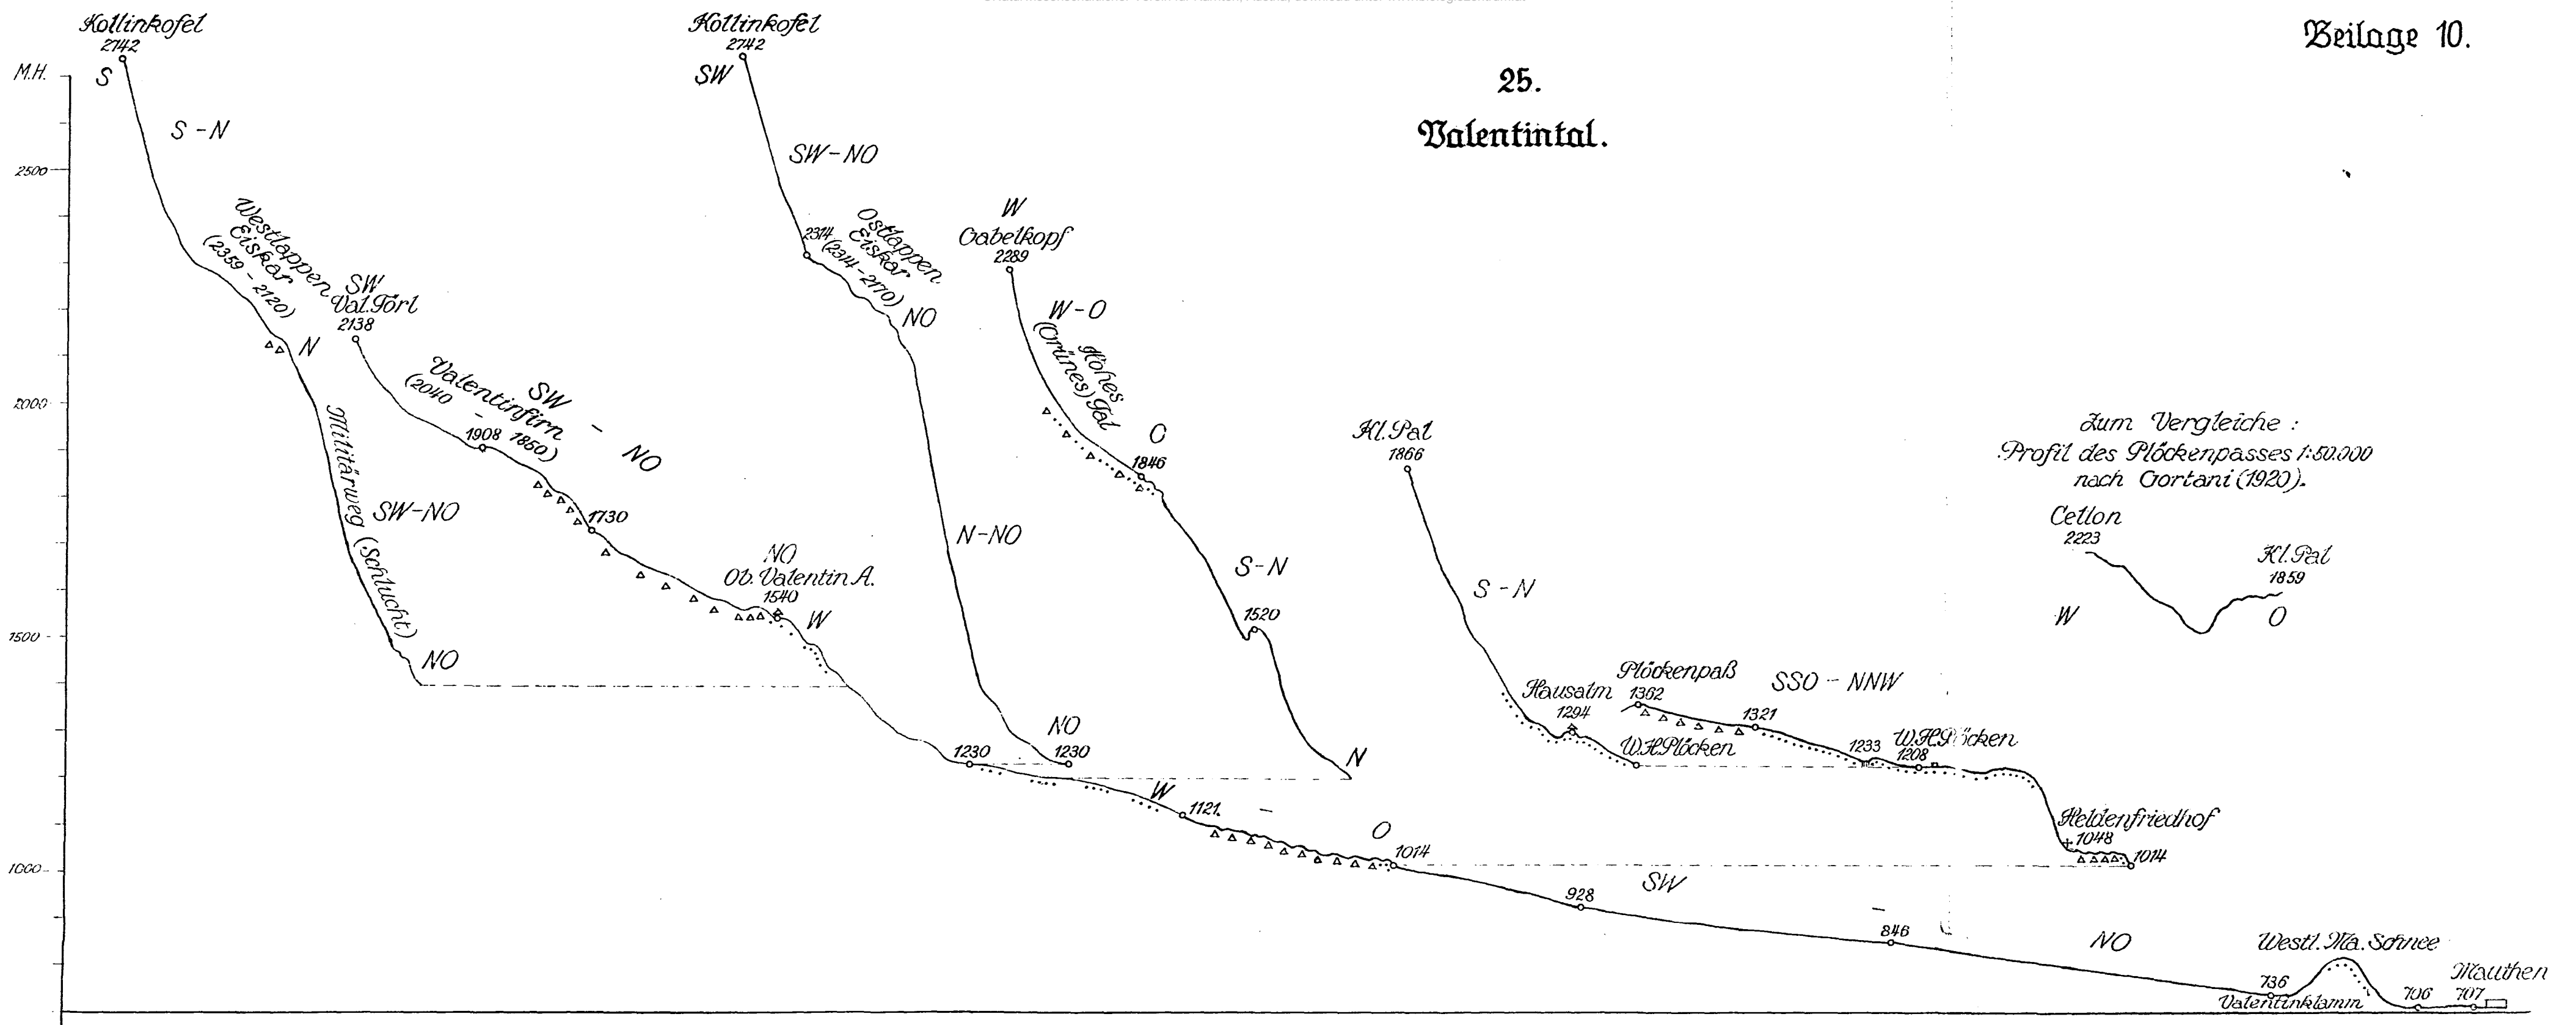 Beilage 10.
25.
Valentintal.
M.H.
2500
2000
1500
1000
Kollinkofel
2742
S
S - N
Westlappen
Eiskar
(2359 - 2120)
N
Militärweg (Schlucht)
SW-NO
NO
SW
Val.Törl
2138
SW - NO
Valentinfirn
(2040 - 1850)
1908
1730
NO
Ob. Valentin A.
1540
W
1230
Kollinkofel
2742
SW
SW-NO
2314
Ostlappen
Eiskar
(2314-2170)
NO
N-NO
NO
1230
W
Gabelkopf
2289
W-O
Hohes
(Grünes) Tal
O
1846
S-N
1520
N
W - O
1121
1014
Kl. Pal
1866
S-N
Hausalm
1294
W.H.Plöcken
Plöckenpaß
1362
SSO - NNW
1321
1233
W.H.Plöcken
1208
Heldenfriedhof
1048
1014
SW - NO
928
846
736
Valentinklamm
Westl. Ma. Schnee
706
707
Mauthen
Zum Vergleiche :
Profil des Plöckenpasses 1:50.000
nach Gortani (1920).
Cellon
2223
W
Kl. Pal
1859
O